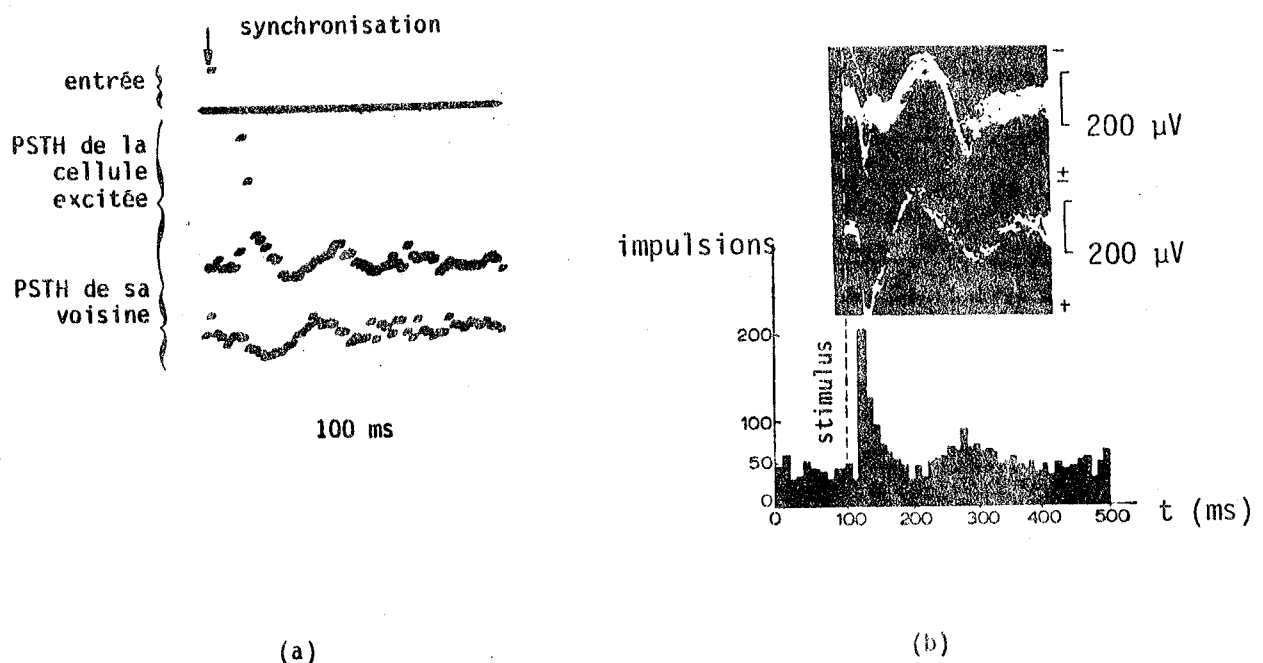 synchronisation
entrée
PSTH de la
cellule
excitée
PSTH de sa
voisine
100 ms
(a)
-
200 µV
±
200 µV
+
impulsions
200
100
50
0
stimulus
0 100 200 300 400 500 t (ms)
(b)